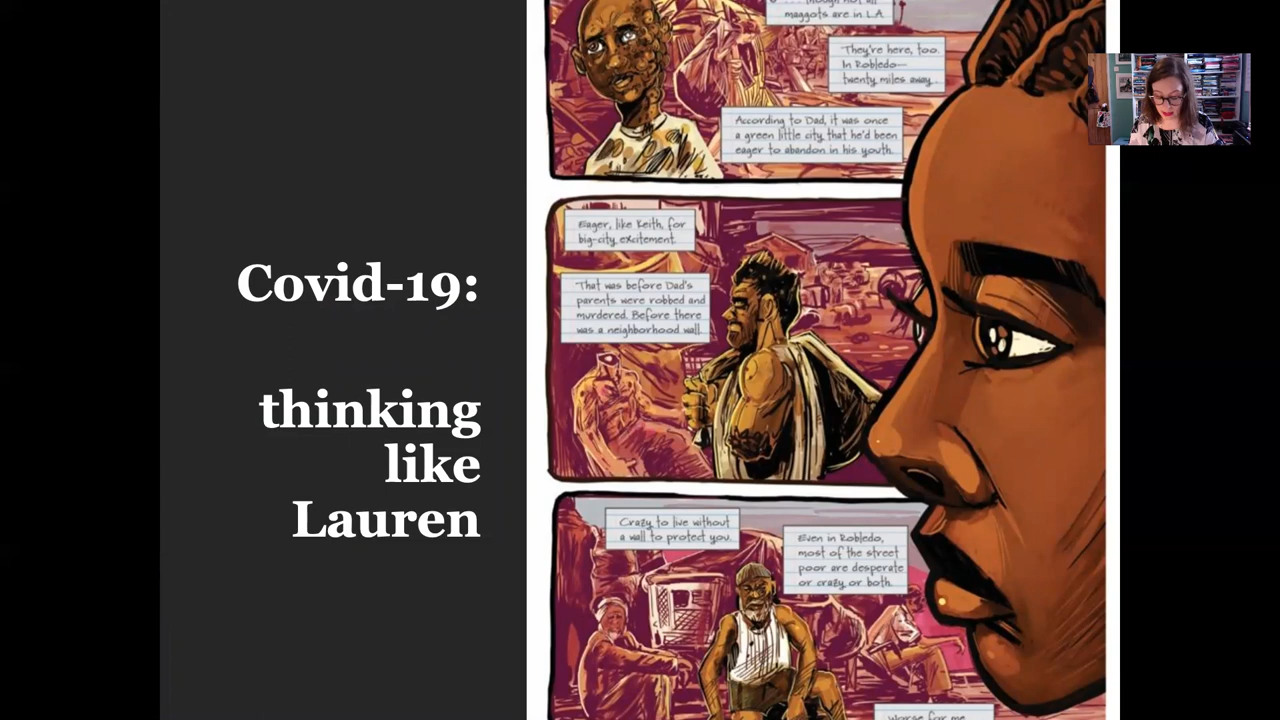 Covid-19:
thinking
like
Lauren
maggots are in L.A.
They're here, too.
In Robledo—
twenty miles away.
According to Dad, it was once
a green little city that he'd been
eager to abandon in his youth.
Eager, like Keith, for
big-city excitement.
That was before Dad's
parents were robbed and
murdered. Before there
was a neighborhood wall.
Crazy to live without
a wall to protect you.
Even in Robledo,
most of the street
poor are desperate
or crazy or both.
Worse for me